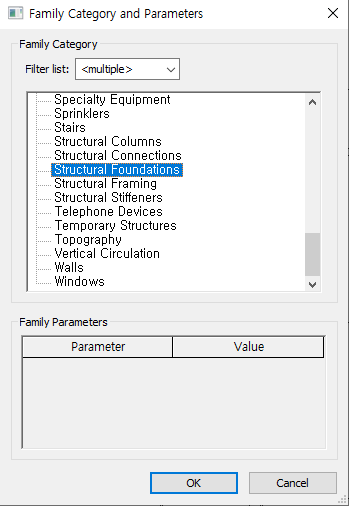 Family Category and Parameters
Family Category
Filter list: <multiple>
Specialty Equipment
Sprinklers
Stairs
Structural Columns
Structural Connections
Structural Foundations
Structural Framing
Structural Stiffeners
Telephone Devices
Temporary Structures
Topography
Vertical Circulation
Walls
Windows
Family Parameters
Parameter Value
OK Cancel